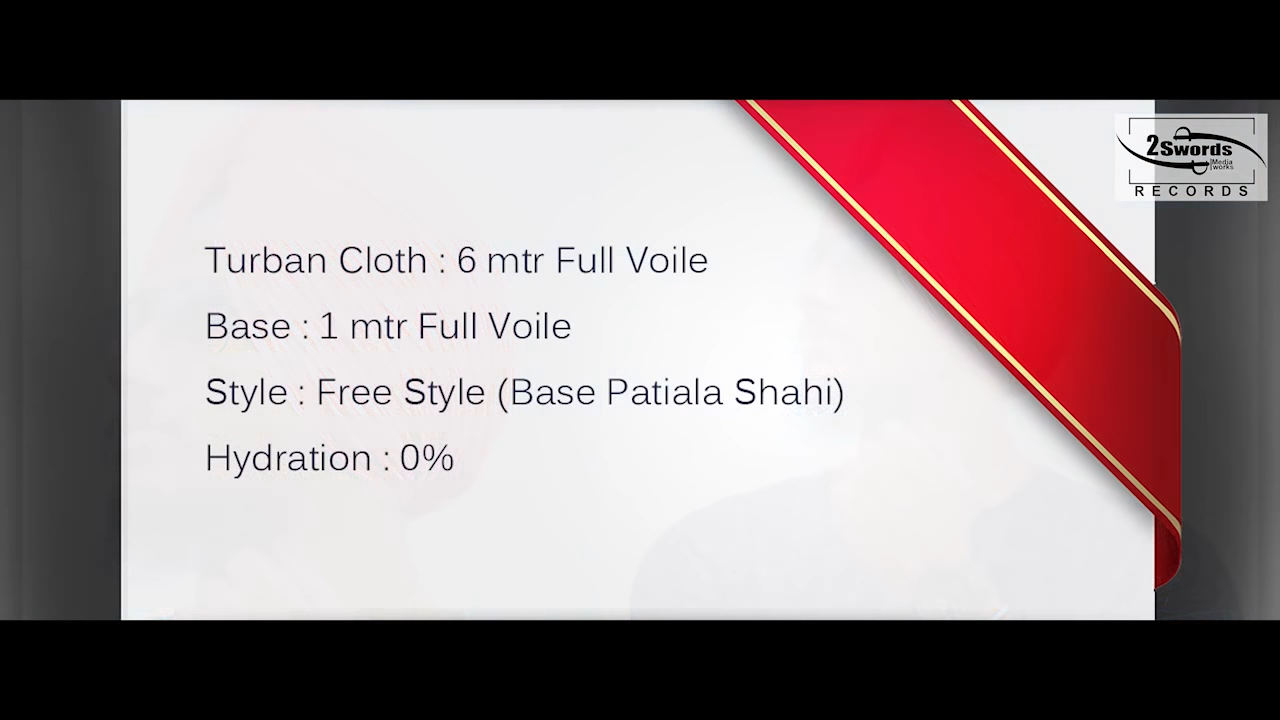 Turban Cloth : 6 mtr Full Voile
Base : 1 mtr Full Voile
Style : Free Style (Base Patiala Shahi)
Hydration : 0%
2Swords
Media
works
RECORDS